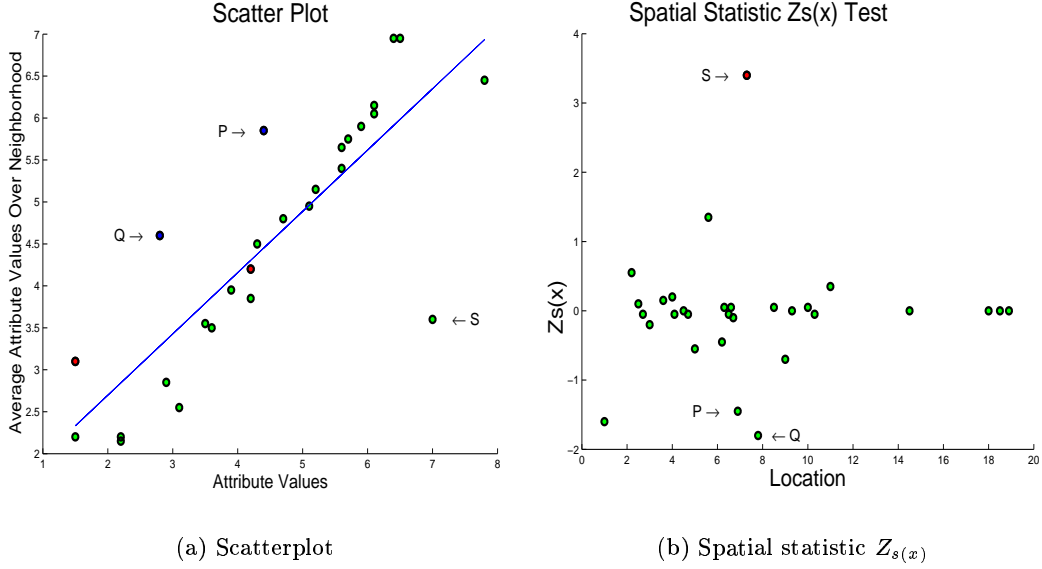 Scatter Plot
Average Attribute Values Over Neighborhood
7
6.5
6
5.5
5
4.5
4
3.5
3
2.5
2
P →
Q →
← S
1 2 3 4 5 6 7 8
Attribute Values
(a) Scatterplot
Spatial Statistic Zs(x) Test
Zs(x)
4
3
2
1
0
−1
−2
S →
P →
← Q
0 2 4 6 8 10 12 14 16 18 20
Location
(b) Spatial statistic Zs(x)